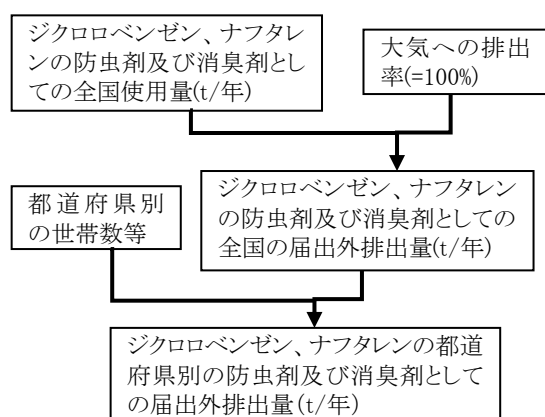 ジクロロベンゼン、ナフタレ
ンの防虫剤及び消臭剤とし
ての全国使用量(t/年)
大気への排出
率(=100%)
ジクロロベンゼン、ナフタレン
の防虫剤及び消臭剤としての
全国の届出外排出量(t/年)
都道府県別
の世帯数等
ジクロロベンゼン、ナフタレンの都道
府県別の防虫剤及び消臭剤として
の届出外排出量(t/年)